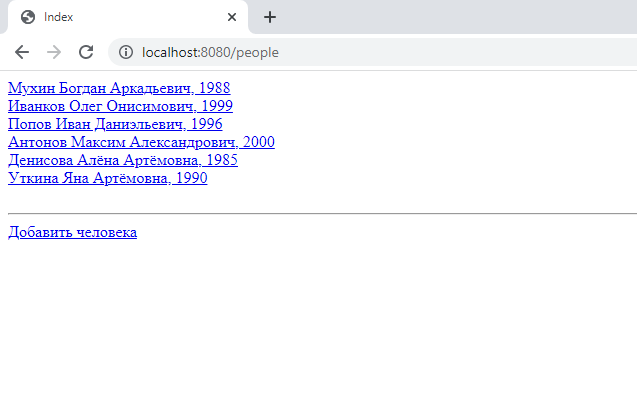 Index
localhost:8080/people
Мухин Богдан Аркадьевич, 1988
Иванков Олег Онисимович, 1999
Попов Иван Даниэльевич, 1996
Антонов Максим Александрович, 2000
Денисова Алёна Артёмовна, 1985
Уткина Яна Артёмовна, 1990
Добавить человека